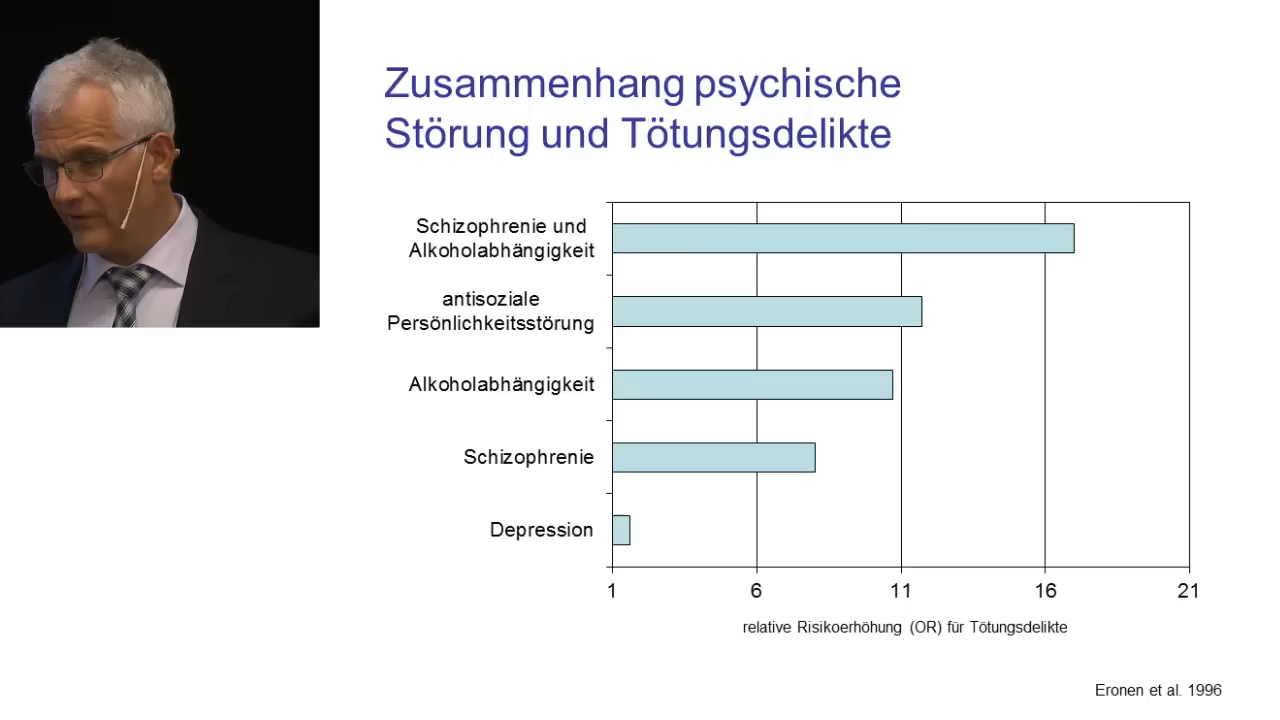 Zusammenhang psychische
Störung und Tötungsdelikte
Schizophrenie und
Alkoholabhängigkeit
antisoziale
Persönlichkeitsstörung
Alkoholabhängigkeit
Schizophrenie
Depression
1 6 11 16 21
relative Risikoerhöhung (OR) für Tötungsdelikte
Eronen et al. 1996